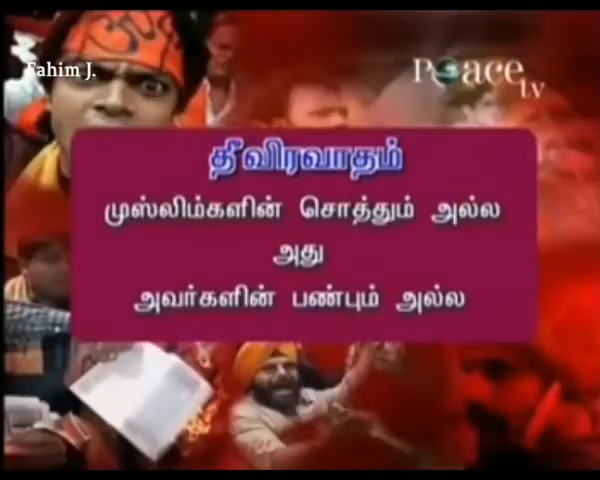 Fahim J.
Peace tv
தீவிரவாதம்
முஸ்லிம்களின் சொத்தும் அல்ல
அது
அவர்களின் பண்பும் அல்ல